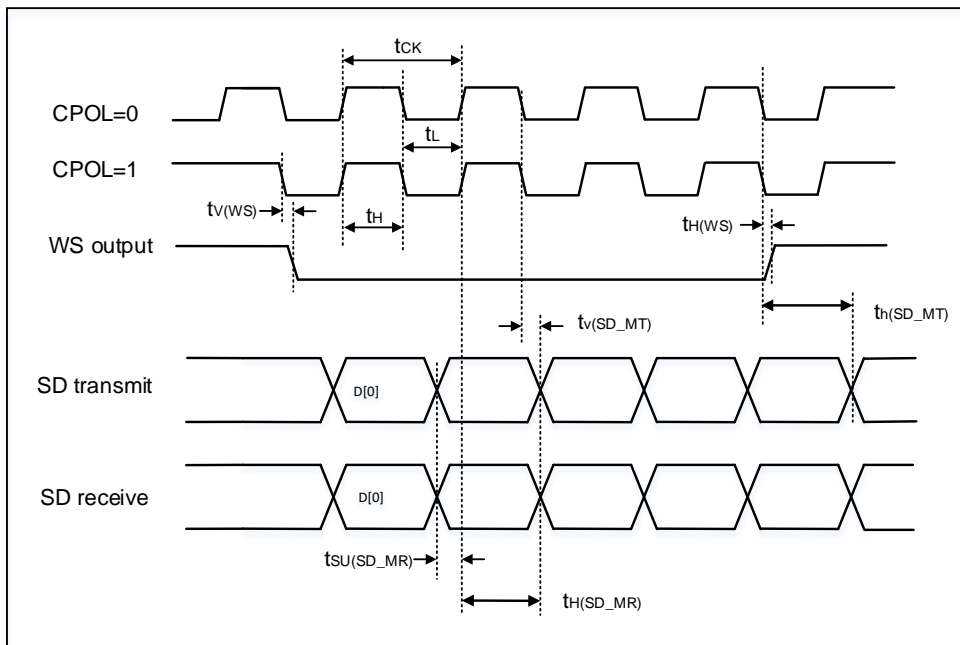 tCK
CPOL=0
tL
CPOL=1
tV(WS)
tH
tH(WS)
WS output
tv(SD_MT)
th(SD_MT)
SD transmit
D[0]
SD receive
D[0]
tSU(SD_MR)
tH(SD_MR)